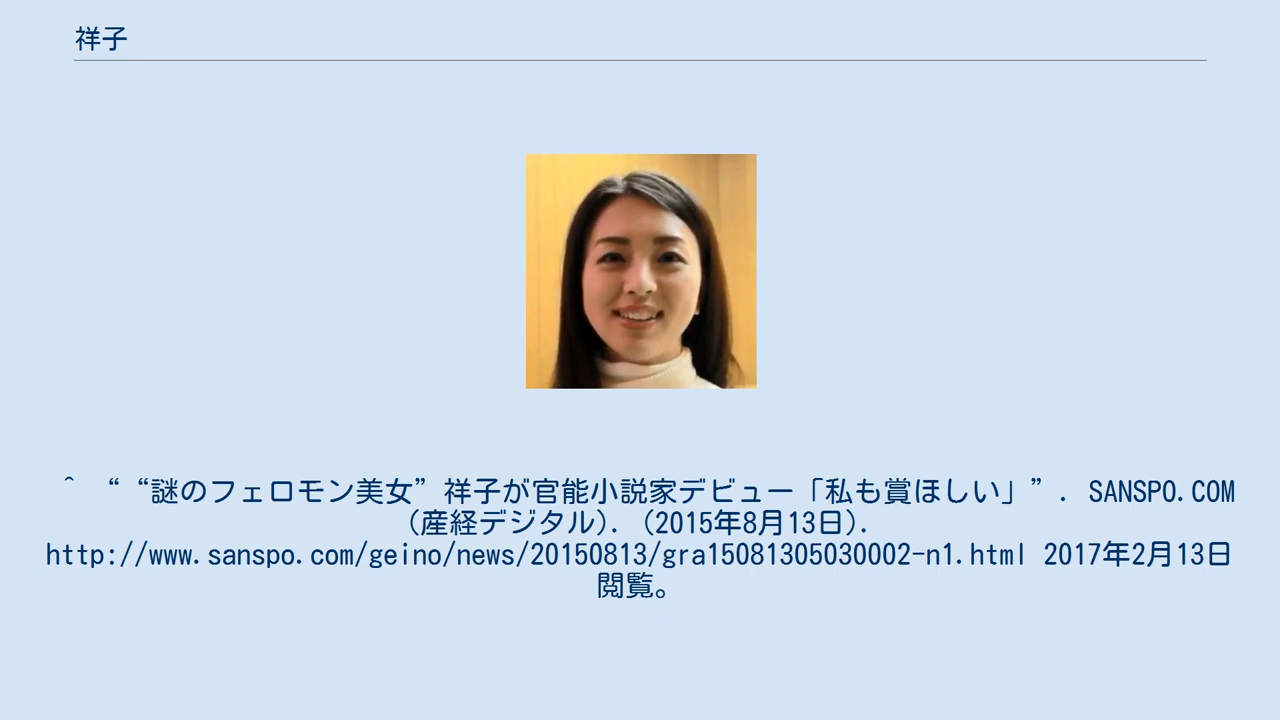 祥子
^ “ “謎のフェロモン美女” 祥子が官能小説家デビュー「私も賞ほしい」”. SANSPO.COM
(産経デジタル). (2015年8月13日).
http://www.sanspo.com/geino/news/20150813/gra15081305030002-n1.html 2017年2月13日
閲覧。